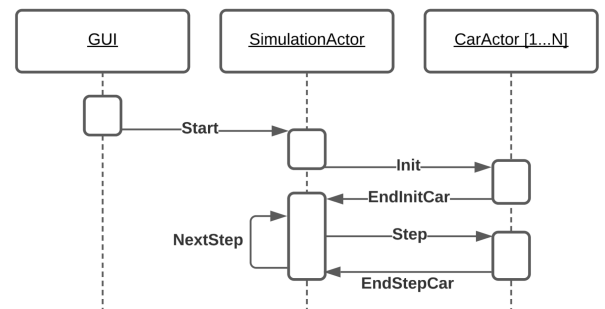 GUI
SimulationActor
CarActor [1...N]
Start
Init
EndInitCar
NextStep
Step
EndStepCar